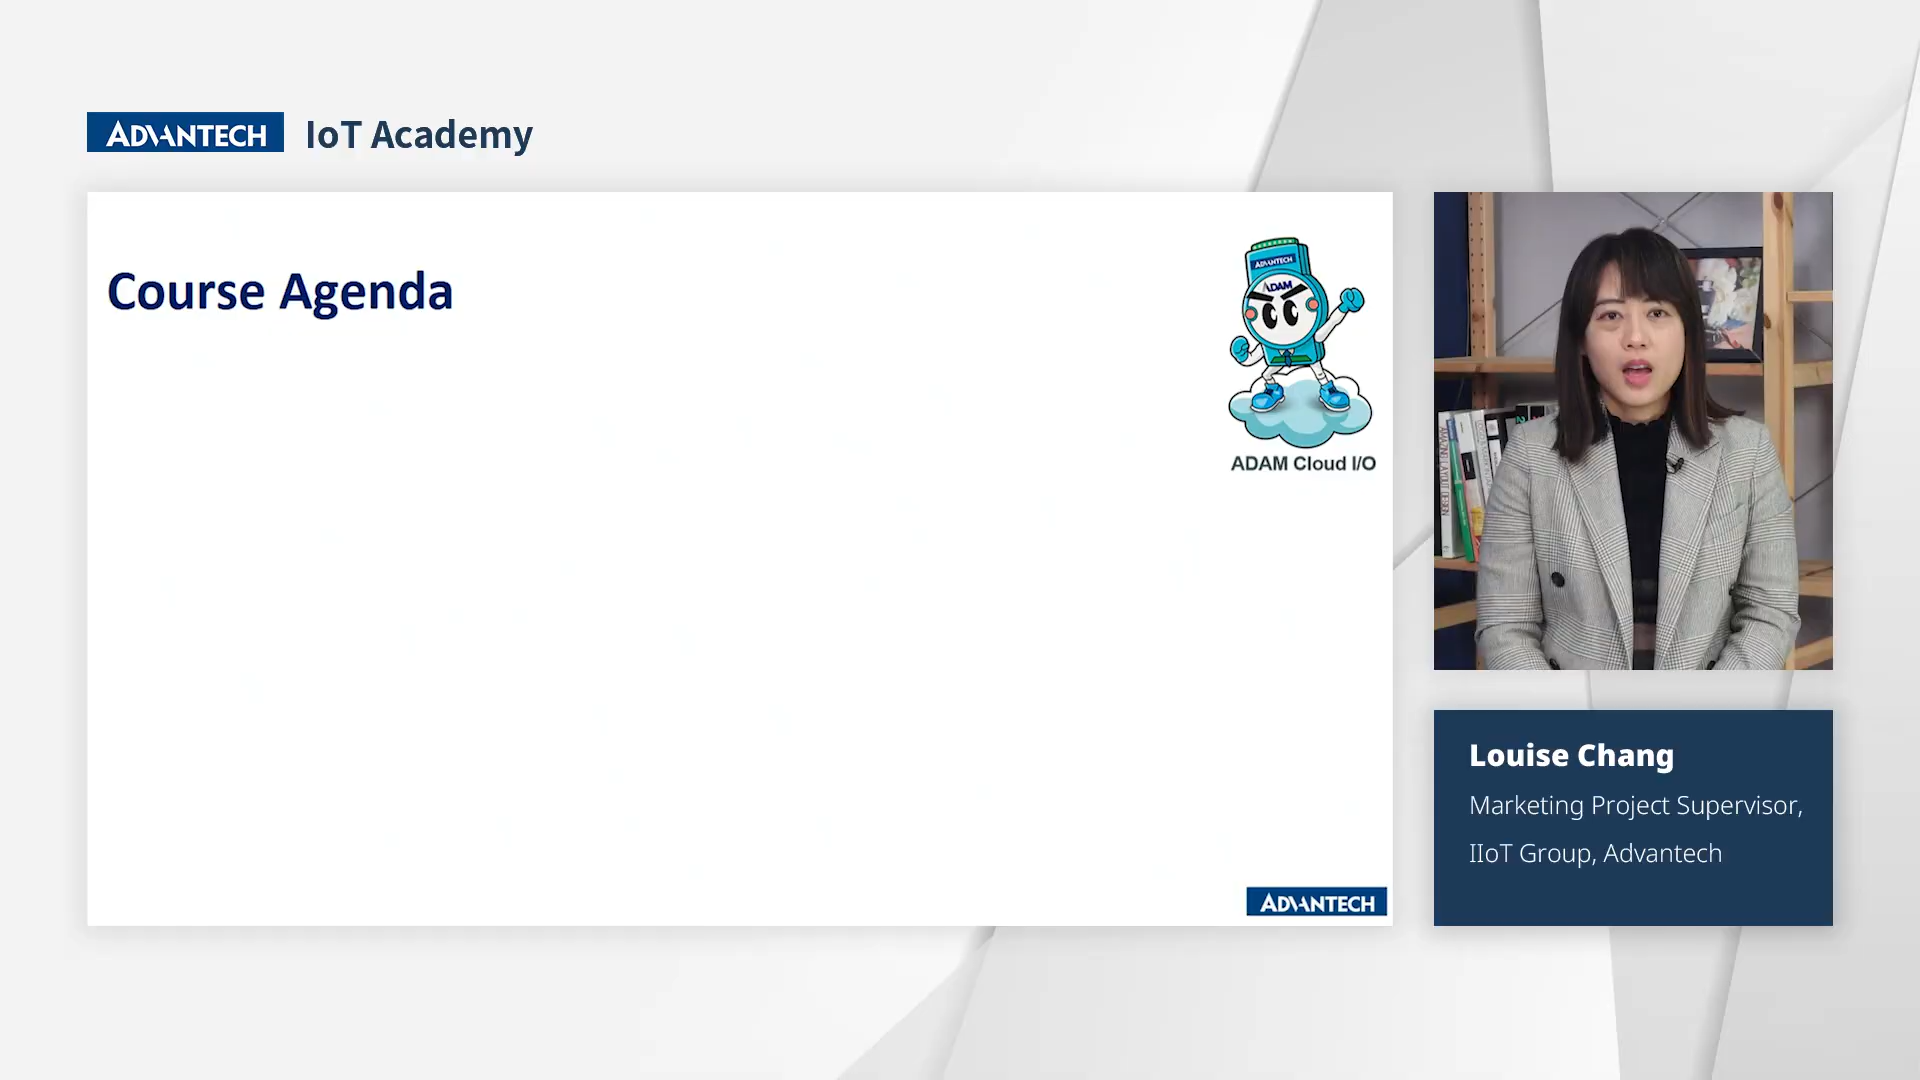 ADVANTECH IoT Academy
Course Agenda
ADVANTECH
ADAM
ADAM Cloud I/O
ADVANTECH
Louise Chang
Marketing Project Supervisor,
IIoT Group, Advantech